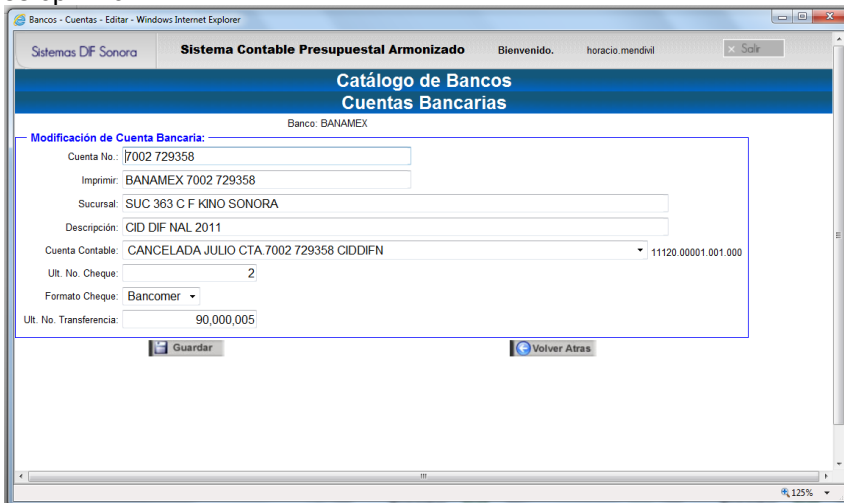 Bancos - Cuentas - Editar - Windows Internet Explorer
Sistemas DIF Sonora Sistema Contable Presupuestal Armonizado Bienvenido. horacio.mendivil × Salir
Catálogo de Bancos
Cuentas Bancarias
Banco: BANAMEX
Modificación de Cuenta Bancaria:
Cuenta No.: 7002 729358
Imprimir: BANAMEX 7002 729358
Sucursal: SUC 363 C F KINO SONORA
Descripción: CID DIF NAL 2011
Cuenta Contable: CANCELADA JULIO CTA.7002 729358 CIDDIFN 11120.00001.001.000
Ult. No. Cheque: 2
Formato Cheque: Bancomer
Ult. No. Transferencia: 90,000,005
Guardar Volver Atras
125%